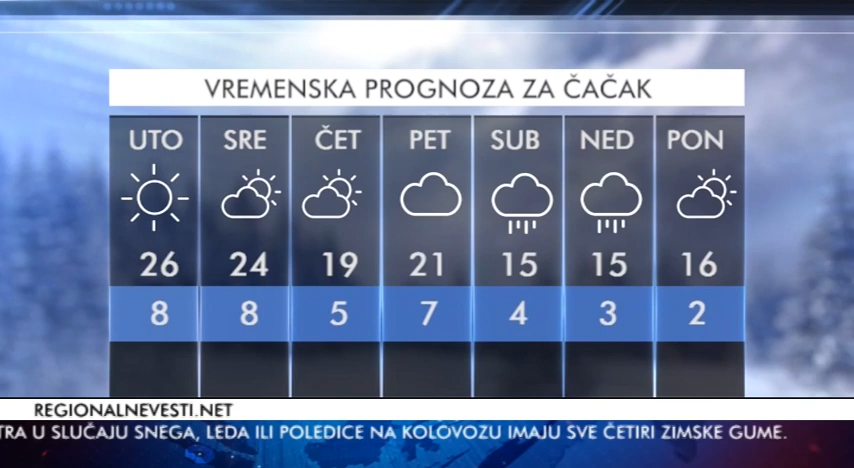 VREMENSKA PROGNOZA ZA ČAČAK
UTO SRE ČET PET SUB NED PON
26 24 19 21 15 15 16
8 8 5 7 4 3 2
REGIONALNEVESTI.NET
TRA U SLUČAJU SNEGA, LEDA ILI POLEDICE NA KOLOVOZU IMAJU SVE ČETIRI ZIMSKE GUME.